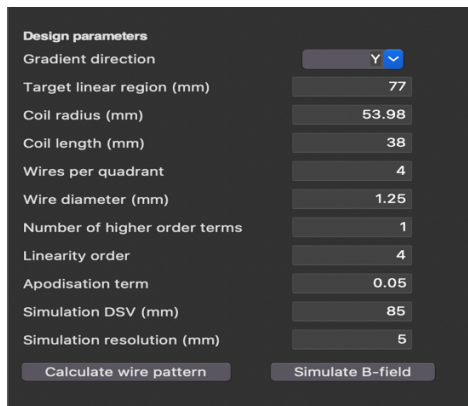 Design parameters
Gradient direction Y
Target linear region (mm) 77
Coil radius (mm) 53.98
Coil length (mm) 38
Wires per quadrant 4
Wire diameter (mm) 1.25
Number of higher order terms 1
Linearity order 4
Apodisation term 0.05
Simulation DSV (mm) 85
Simulation resolution (mm) 5
Calculate wire pattern Simulate B-field